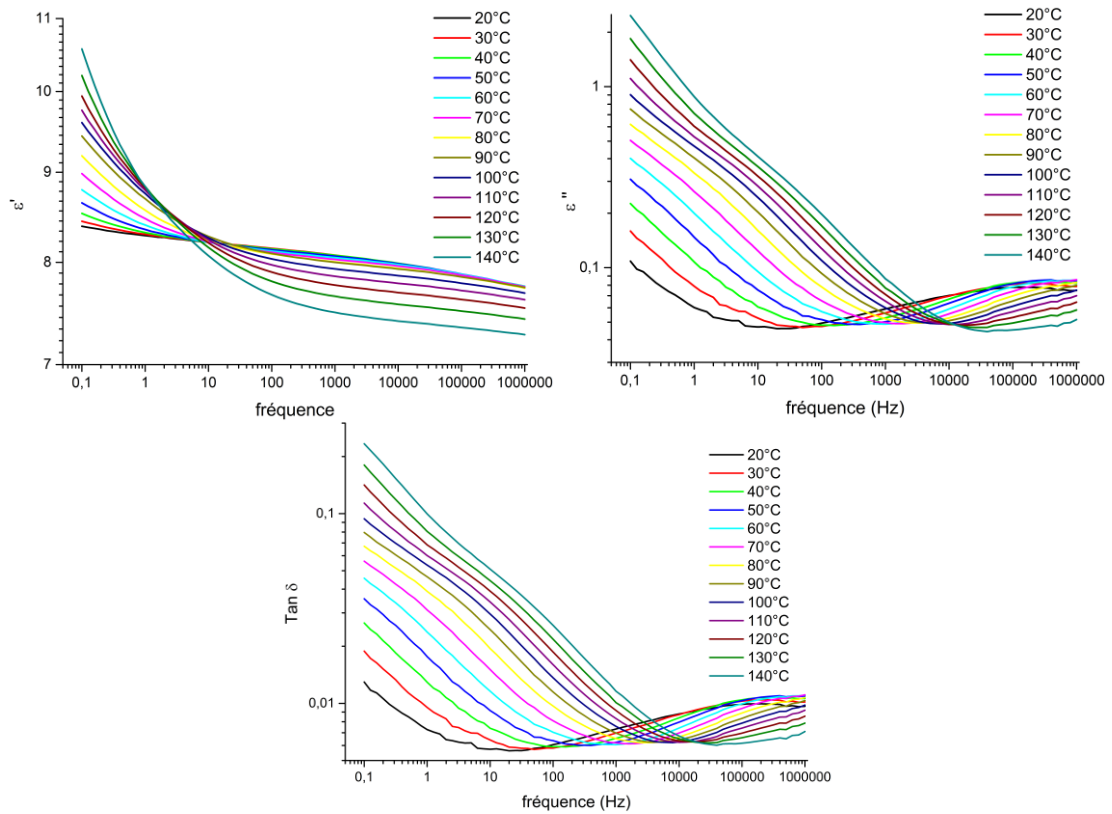 11
10
9
8
7
ε'
0,1 1 10 100 1000 10000 100000 1000000
fréquence
20°C
30°C
40°C
50°C
60°C
70°C
80°C
90°C
100°C
110°C
120°C
130°C
140°C
1
0,1
ε"
0,1 1 10 100 1000 10000 100000 1000000
fréquence (Hz)
20°C
30°C
40°C
50°C
60°C
70°C
80°C
90°C
100°C
110°C
120°C
130°C
140°C
0,1
0,01
Tan δ
0,1 1 10 100 1000 10000 100000 1000000
fréquence (Hz)
20°C
30°C
40°C
50°C
60°C
70°C
80°C
90°C
100°C
110°C
120°C
130°C
140°C